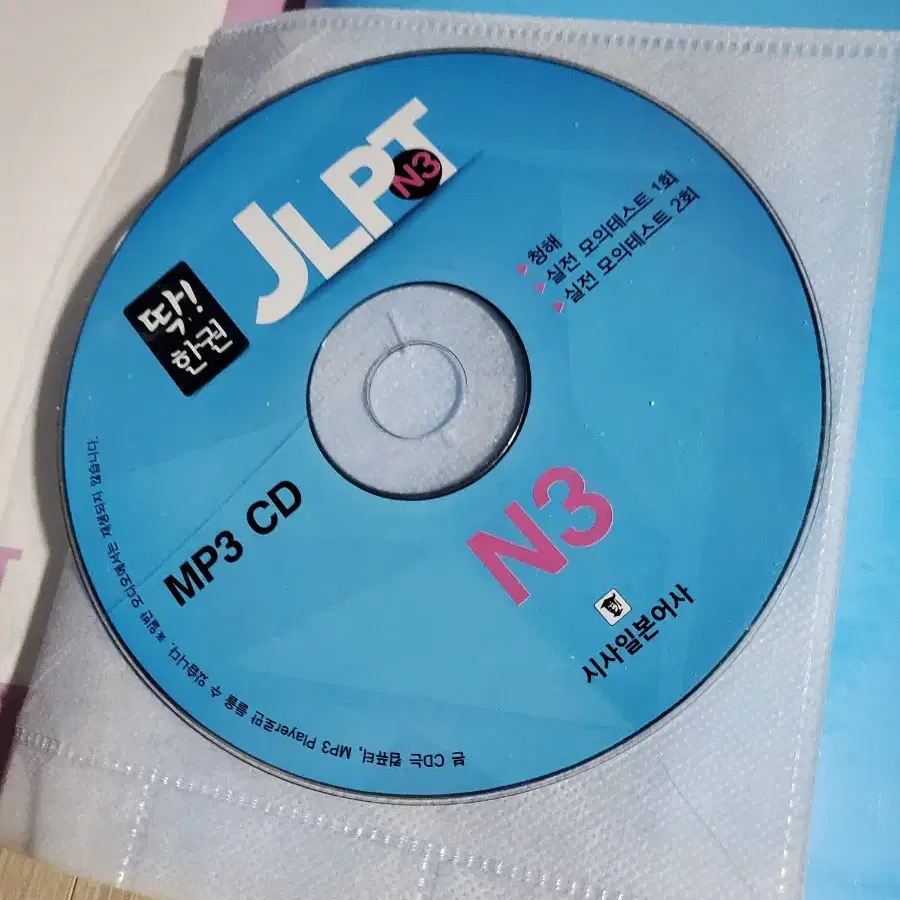 딱!
한권
JLPT
N3
청해
실전 모의테스트 1회
실전 모의테스트 2회
MP3 CD
N3
시사일본어사
본 CD는 컴퓨터, MP3 Player로만 들을 수 있습니다. ※일반 오디오에서는 재생되지 않습니다.